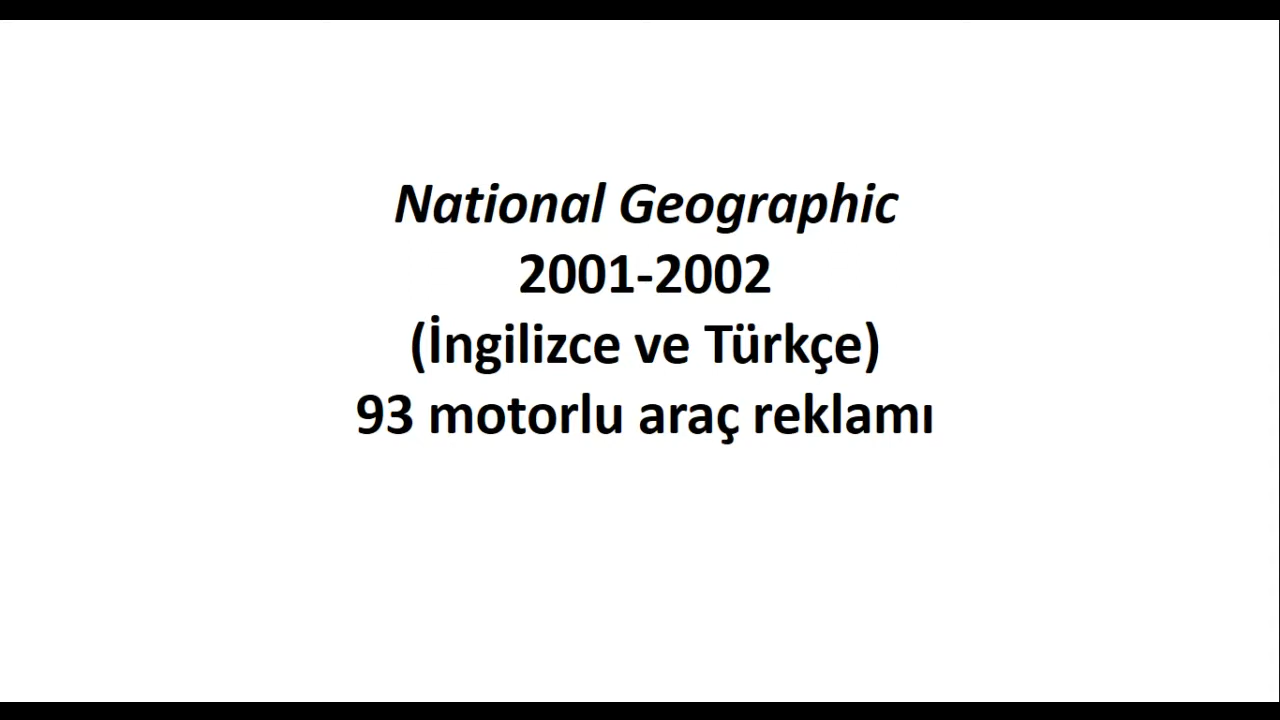 National Geographic
2001-2002
(İngilizce ve Türkçe)
93 motorlu araç reklamı